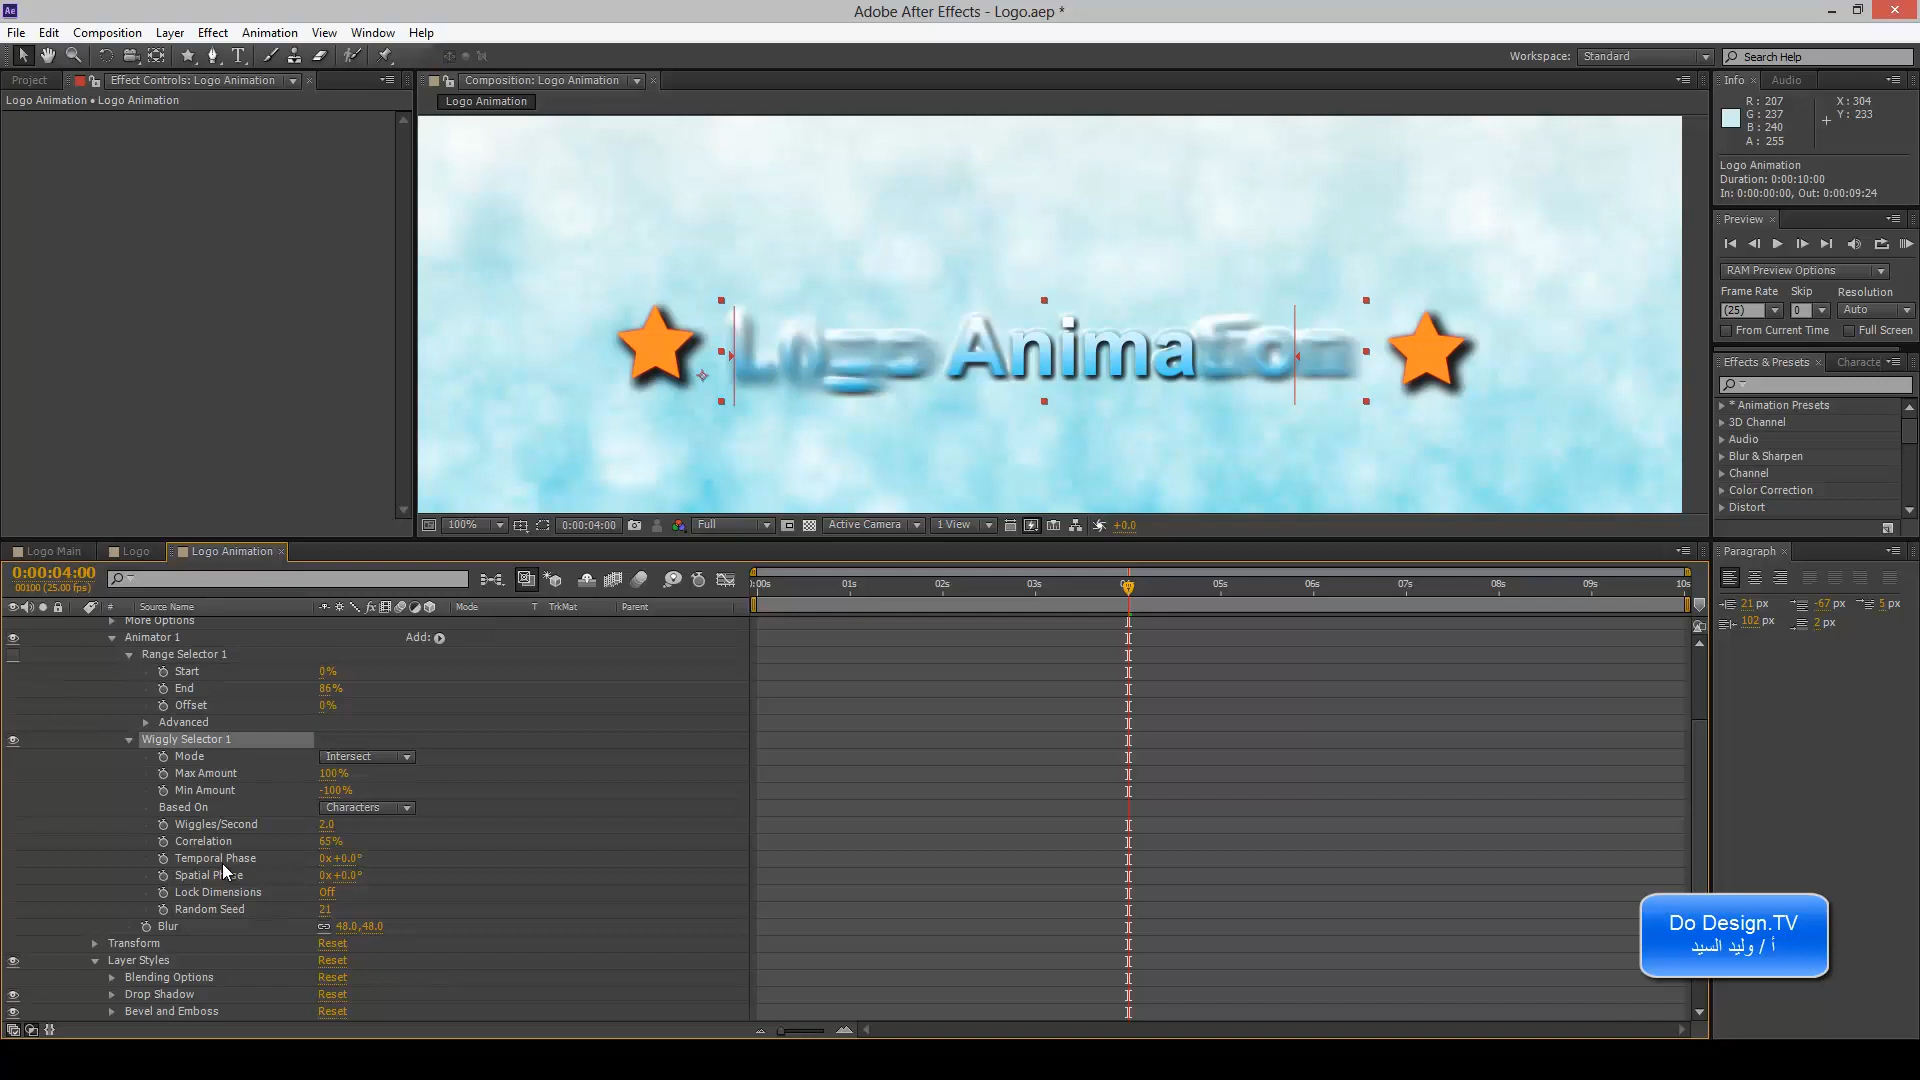 Adobe After Effects - Logo.aep *
File Edit Composition Layer Effect Animation View Window Help
Workspace: Standard Search Help
Project Effect Controls: Logo Animation
Logo Animation • Logo Animation
Composition: Logo Animation
Logo Animation
Logo Animation
100% 0:00:04:00 Full Active Camera 1 View +0.0
Info Audio
R : 207 X : 304
G : 237 Y : 233
B : 240
A : 255
Logo Animation
Duration: 0:00:10:00
In: 0:00:00:00, Out: 0:00:09:24
Preview
RAM Preview Options
Frame Rate Skip Resolution
(25) 0 Auto
From Current Time Full Screen
Effects & Presets Characte
* Animation Presets
3D Channel
Audio
Blur & Sharpen
Channel
Color Correction
Distort
Paragraph
21 px -67 px 5 px
102 px 2 px
Logo Main Logo Logo Animation
0:00:04:00
00100 (25.00 fps)
# Source Name fx Mode T TrkMat Parent
:00s 01s 02s 03s 05s 06s 07s 08s 09s 10s
More Options
Animator 1 Add:
Range Selector 1
Start 0%
End 86%
Offset 0%
Advanced
Wiggly Selector 1
Mode Intersect
Max Amount 100%
Min Amount -100%
Based On Characters
Wiggles/Second 2.0
Correlation 65%
Temporal Phase 0x+0.0°
Spatial Phase 0x+0.0°
Lock Dimensions Off
Random Seed 21
Blur 48.0,48.0
Transform Reset
Layer Styles Reset
Blending Options Reset
Drop Shadow Reset
Bevel and Emboss Reset
Do Design.TV
أ / وليد السيد